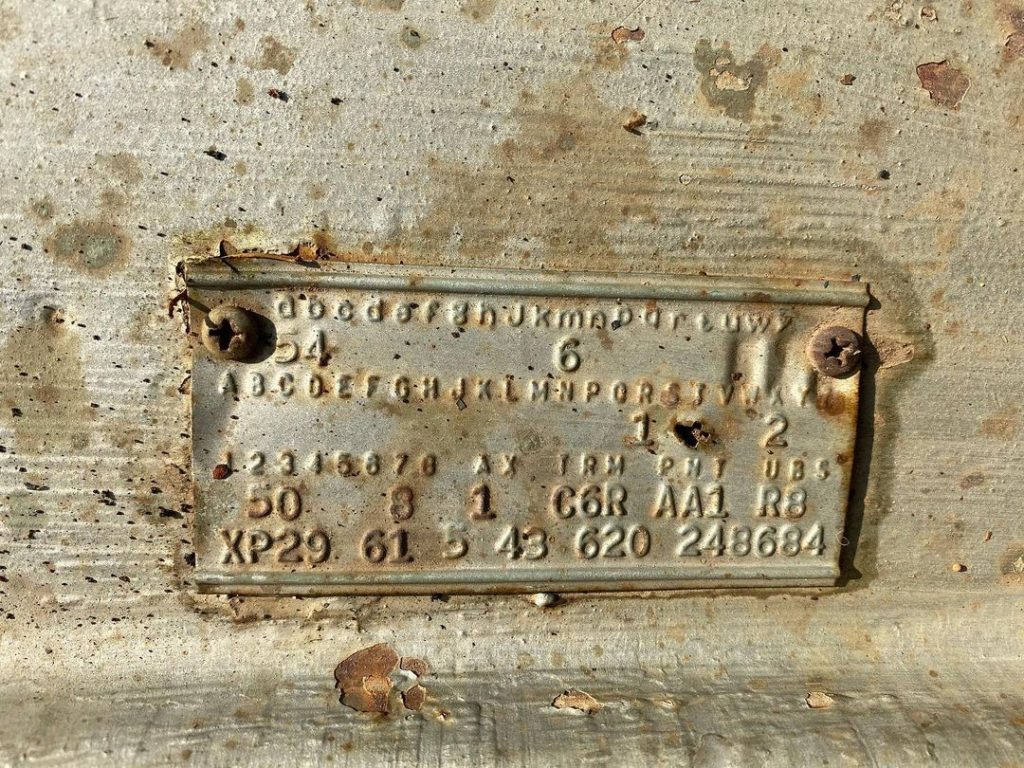 abcdefghJkmnpqrtuwy
54 6
ABCDEFGHJKLMNPQRSTVWXY
1 2
12345678 AX TRM PNT UBS
50 8 1 C6R AA1 R8
XP29 61 5 43 620 248684